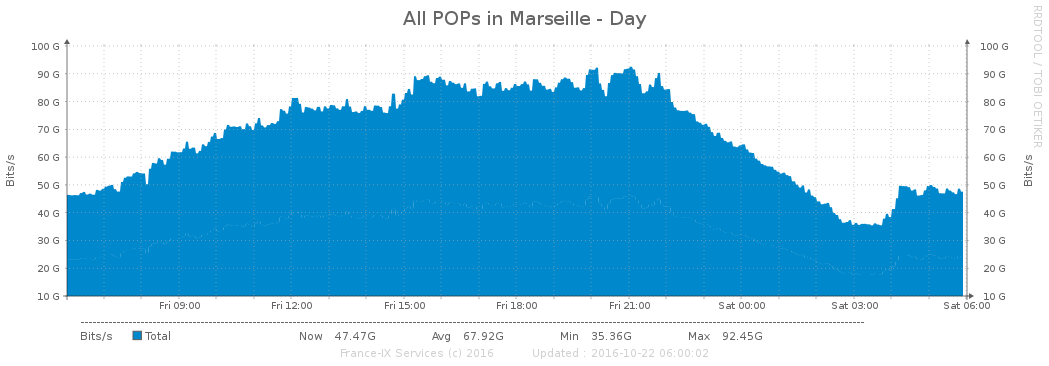 All POPs in Marseille - Day
RRDTOOL / TOBI OETIKER
100 G 100 G
90 G 90 G
80 G 80 G
70 G 70 G
60 G 60 G
50 G 50 G
40 G 40 G
30 G 30 G
20 G 20 G
10 G 10 G
Bits/s
Bits/s
Fri 09:00 Fri 12:00 Fri 15:00 Fri 18:00 Fri 21:00 Sat 00:00 Sat 03:00 Sat 06:00
Bits/s Total Now 47.47G Avg 67.92G Min 35.36G Max 92.45G
France-IX Services (c) 2016 Updated : 2016-10-22 06:00:02